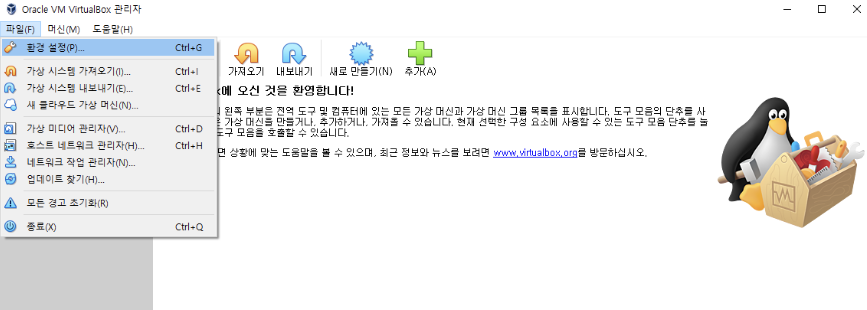 Oracle VM VirtualBox 관리자
파일(F) 머신(M) 도움말(H)
환경 설정(P)... Ctrl+G
가상 시스템 가져오기(I)... Ctrl+I
가상 시스템 내보내기(E)... Ctrl+E
새 클라우드 가상 머신(N)...
가상 미디어 관리자(V)... Ctrl+D
호스트 네트워크 관리자(H)... Ctrl+H
네트워크 작업 관리자(N)...
업데이트 찾기(H)...
모든 경고 초기화(R)
종료(X) Ctrl+Q
가져오기 내보내기 새로 만들기(N) 추가(A)
에 오신 것을 환영합니다!
왼쪽 부분은 전역 도구 및 컴퓨터에 있는 모든 가상 머신과 가상 머신 그룹 목록을 표시합니다. 도구 모음의 단추를 사
가상 머신을 만들거나, 추가하거나, 가져올 수 있습니다. 현재 선택한 구성 요소에 사용할 수 있는 도구 모음 단추를 눌
도구 모음을 호출할 수 있습니다.
상황에 맞는 도움말을 볼 수 있으며, 최근 정보와 뉴스를 보려면 www.virtualbox.org를 방문하십시오.